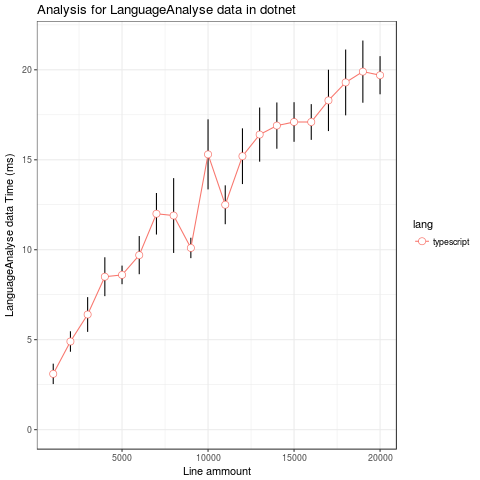 Analysis for LanguageAnalyse data in dotnet
LanguageAnalyse data Time (ms)
20
15
10
5
0
5000 10000 15000 20000
Line ammount
lang
typescript